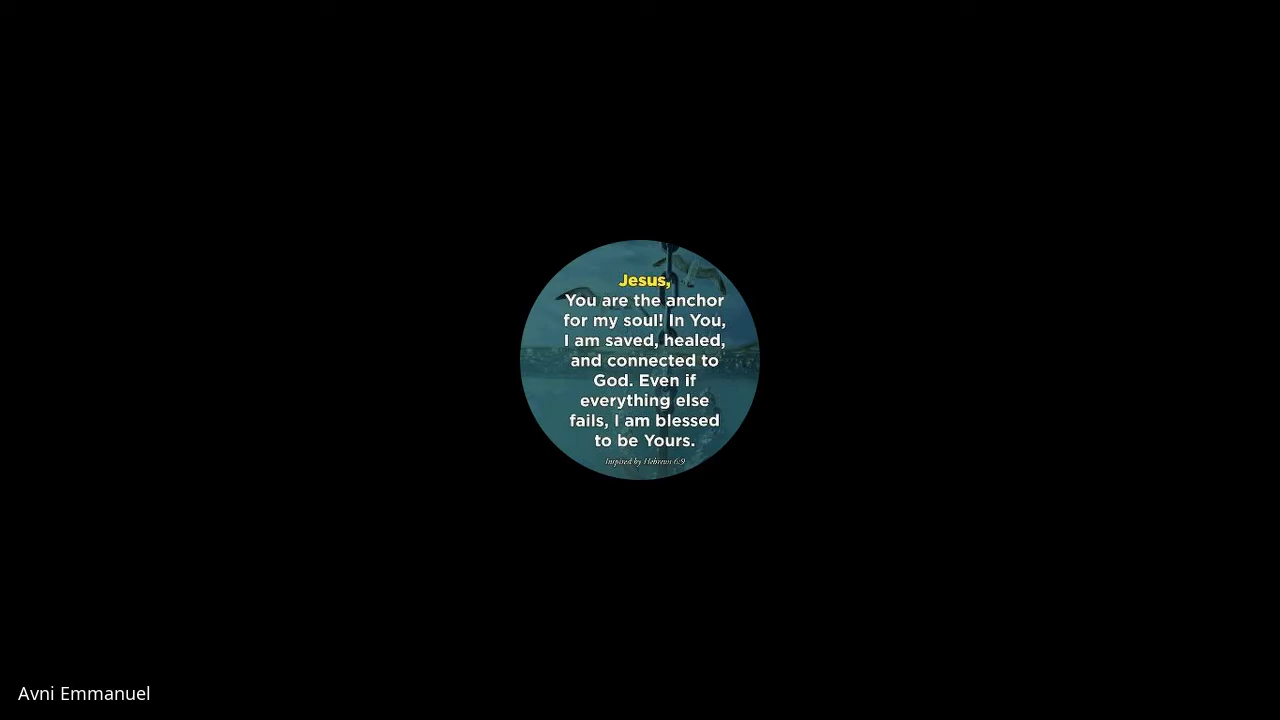 Jesus,
You are the anchor
for my soul! In You,
I am saved, healed,
and connected to
God. Even if
everything else
fails, I am blessed
to be Yours.
Inspired by Hebrews 6:9
Avni Emmanuel